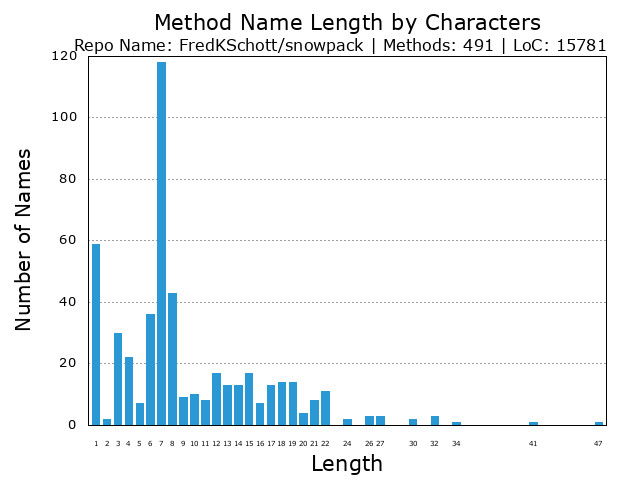 Method Name Length by Characters
Repo Name: FredKSchott/snowpack | Methods: 491 | LoC: 15781
120
100
80
60
40
20
0
Number of Names
1 2 3 4 5 6 7 8 9 10 11 12 13 14 15 16 17 18 19 20 21 22 24 26 27 30 32 34 41 47
Length